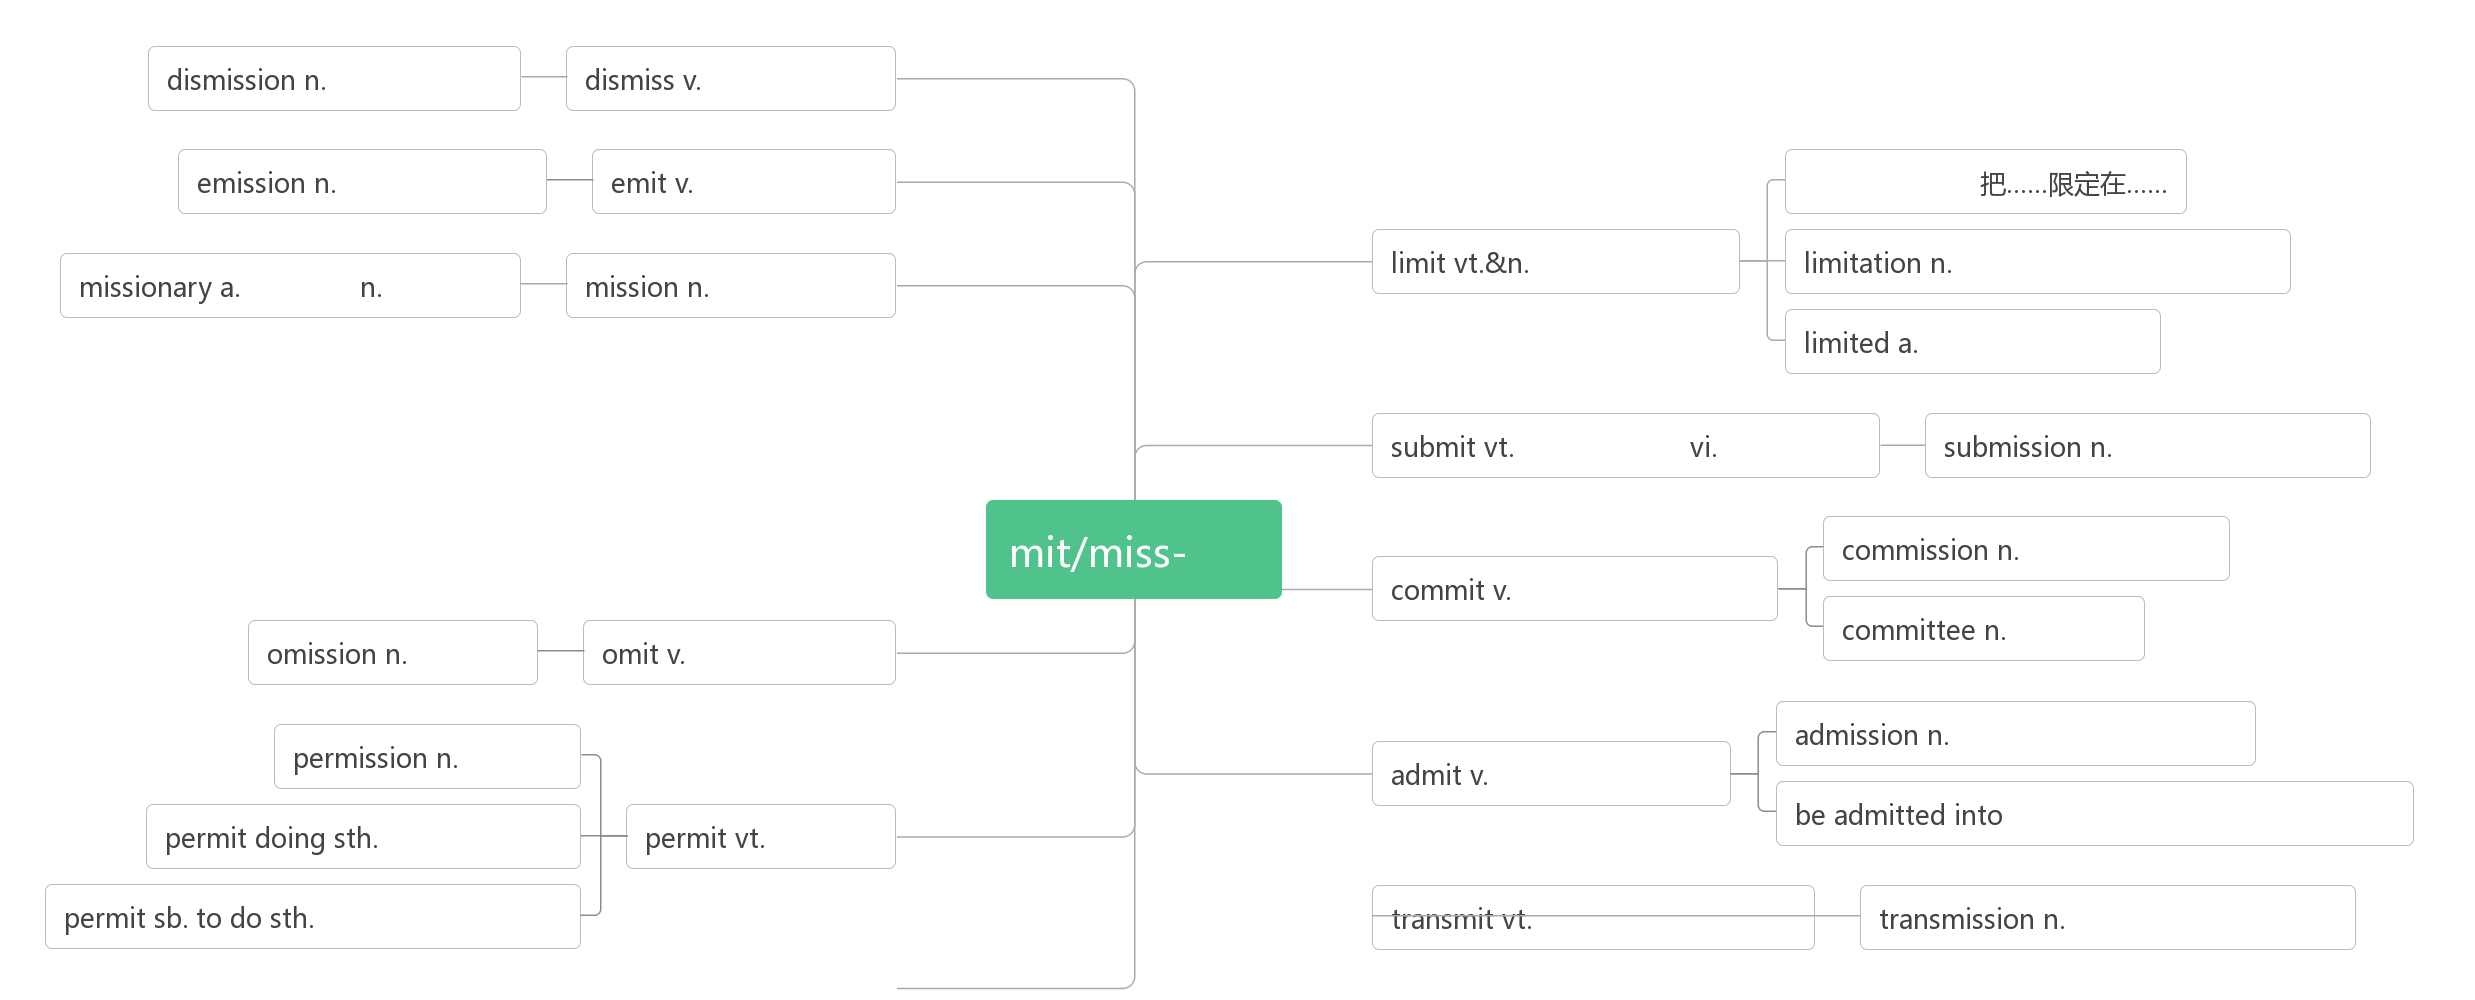 dismission n.
dismiss v.
emission n.
emit v.
missionary a. n.
mission n.
omission n.
omit v.
permission n.
permit doing sth.
permit sb. to do sth.
permit vt.
mit/miss-
limit vt.&n.
把……限定在……
limitation n.
limited a.
submit vt. vi.
submission n.
commit v.
commission n.
committee n.
admit v.
admission n.
be admitted into
transmit vt.
transmission n.